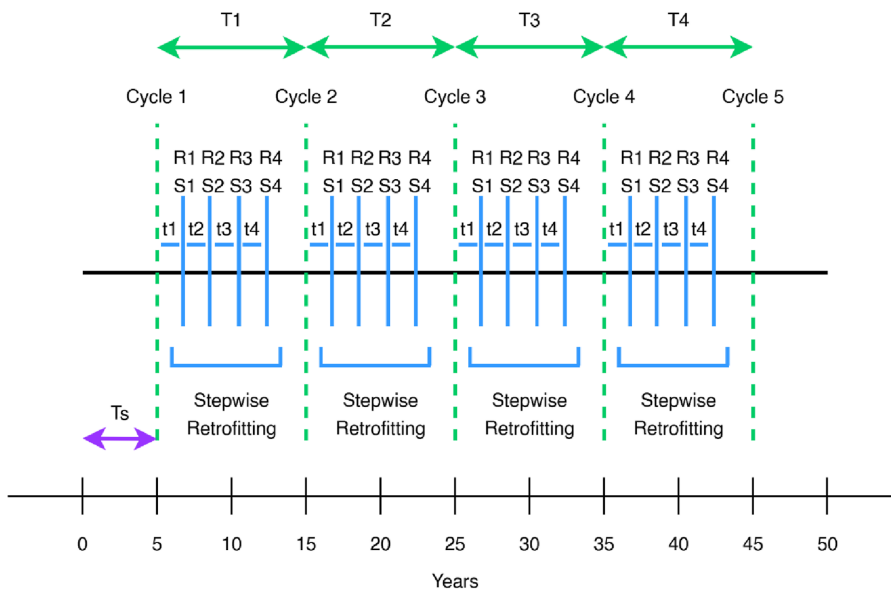 T1 T2 T3 T4
Cycle 1 Cycle 2 Cycle 3 Cycle 4 Cycle 5
R1 R2 R3 R4 R1 R2 R3 R4 R1 R2 R3 R4 R1 R2 R3 R4
S1 S2 S3 S4 S1 S2 S3 S4 S1 S2 S3 S4 S1 S2 S3 S4
t1 t2 t3 t4 t1 t2 t3 t4 t1 t2 t3 t4 t1 t2 t3 t4
Stepwise Stepwise Stepwise Stepwise
Ts Retrofitting Retrofitting Retrofitting Retrofitting
0 5 10 15 20 25 30 35 40 45 50
Years